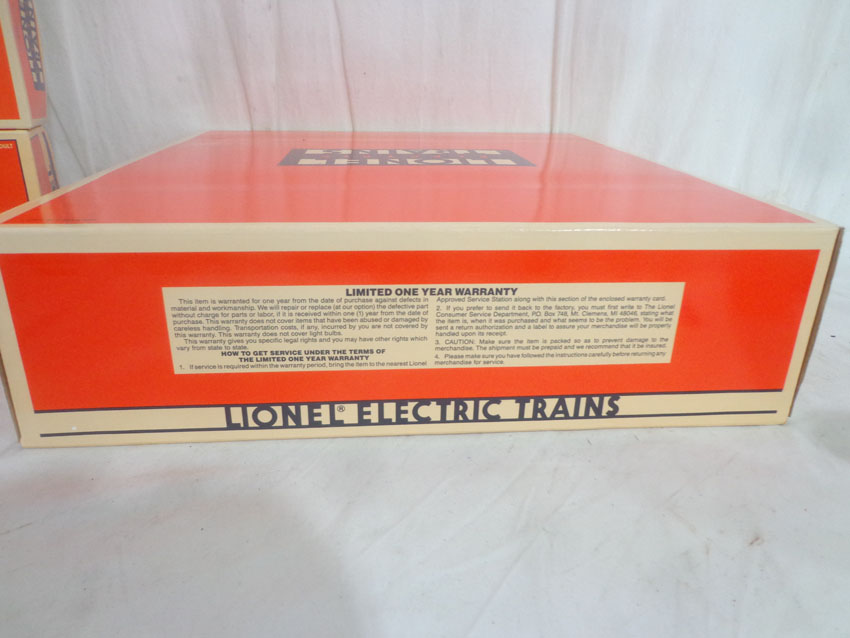 LIONEL
TRAINS
ADULT
LIMITED ONE YEAR WARRANTY
This item is warranted for one year from the date of purchase against defects in
material and workmanship. We will repair or replace (at our option) the defective part
without charge for parts or labor, if it is received within one (1) year from the date of
purchase. This warranty does not cover items that have been abused or damaged by
careless handling. Transportation costs, if any, incurred by you are not covered by
this warranty. This warranty does not cover light bulbs.
This warranty gives you specific legal rights and you may have other rights which
vary from state to state.
HOW TO GET SERVICE UNDER THE TERMS OF
THE LIMITED ONE YEAR WARRANTY
1. If service is required within the warranty period, bring the item to the nearest Lionel
Approved Service Station along with this section of the enclosed warranty card.
2. If you prefer to send it back to the factory, you must first write to The Lionel
Consumer Service Department, P.O. Box 748, Mt. Clemens, MI 48046, stating what
the item is, when it was purchased and what seems to be the problem. You will be
sent a return authorization and a label to assure your merchandise will be properly
handled upon its receipt.
3. CAUTION: Make sure the item is packed so as to prevent damage to the
merchandise. The shipment must be prepaid and we recommend that it be insured.
4. Please make sure you have followed the instructions carefully before returning any
merchandise for service.
LIONEL® ELECTRIC TRAINS